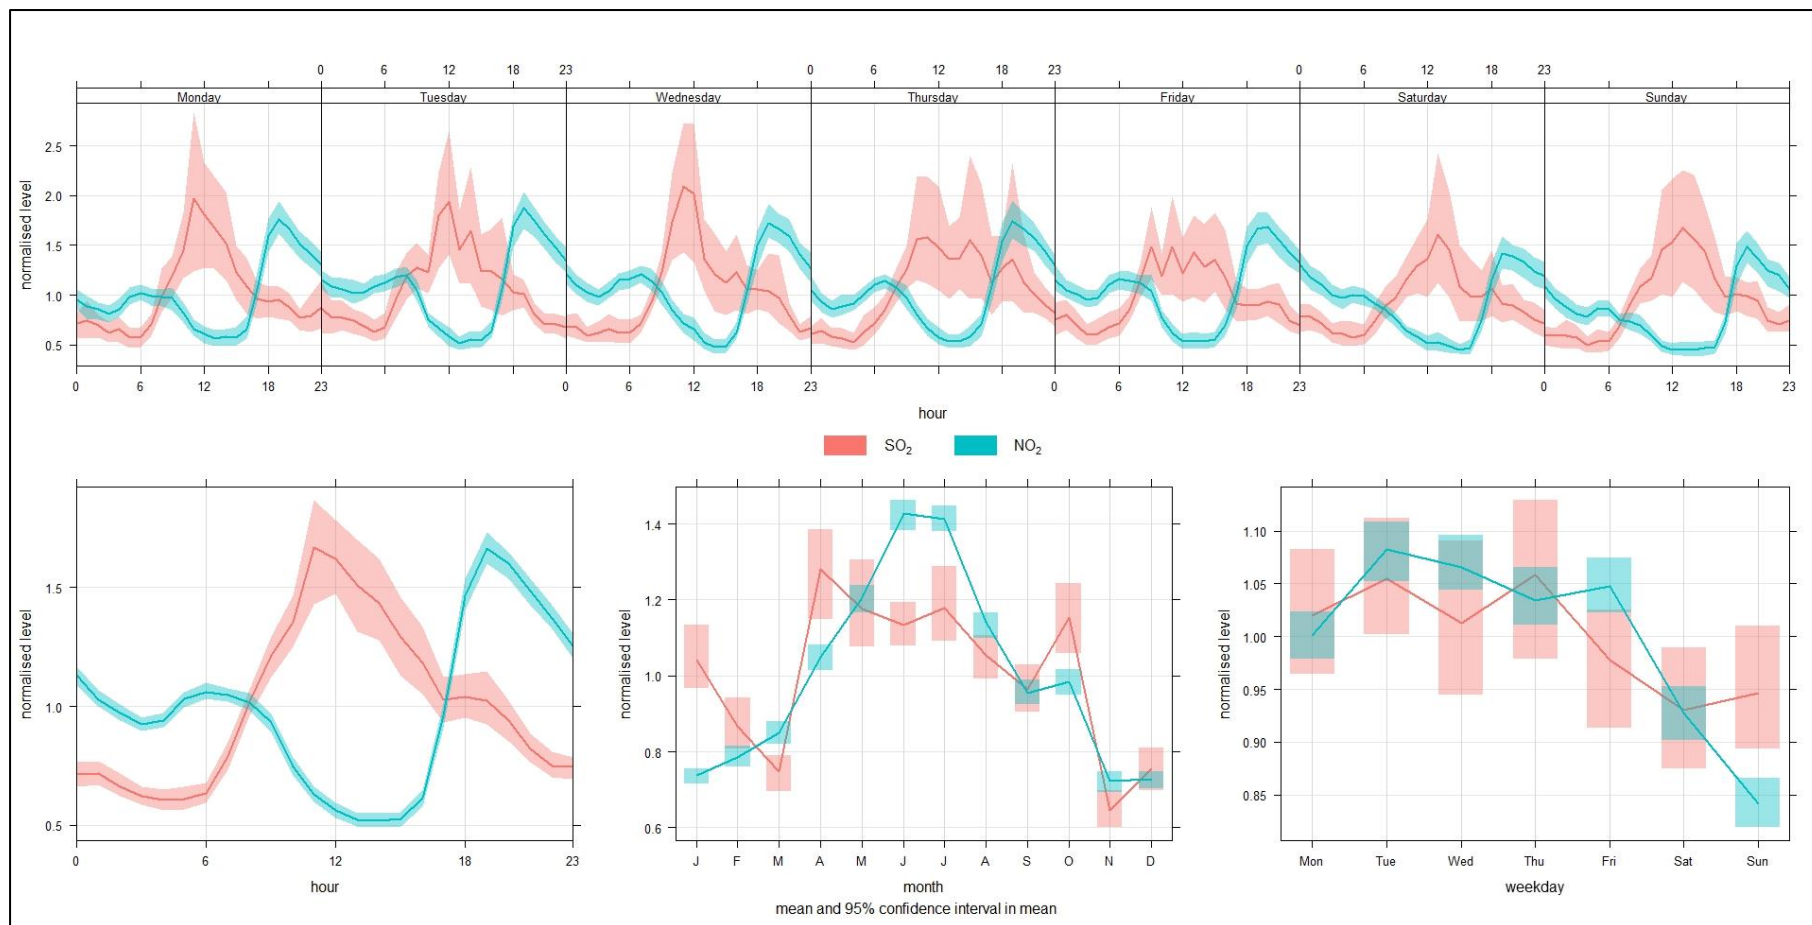 0 6 12 18 23 0 6 12 18 23 0 6 12 18 23
Monday Tuesday Wednesday Thursday Friday Saturday Sunday
normalised level
2.5
2.0
1.5
1.0
0.5
0 6 12 18 23 0 6 12 18 23 0 6 12 18 23 0 6 12 18 23
hour
SO₂ NO₂
normalised level
1.5
1.0
0.5
0 6 12 18 23
hour
normalised level
1.4
1.2
1.0
0.8
0.6
J F M A M J J A S O N D
month
normalised level
1.10
1.05
1.00
0.95
0.90
0.85
Mon Tue Wed Thu Fri Sat Sun
weekday
mean and 95% confidence interval in mean